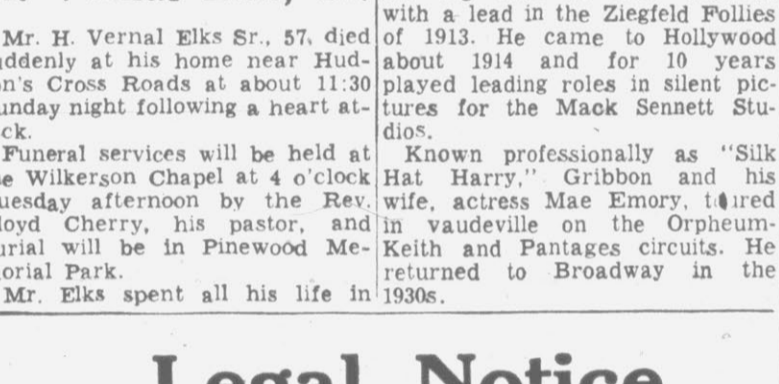 Mr. H. Vernal Elks Sr., 57, died
ddenly at his home near Hud-
n's Cross Roads at about 11:30
unday night following a heart at-
ck.
Funeral services will be held at
e Wilkerson Chapel at 4 o'clock
uesday afternoon by the Rev.
loyd Cherry, his pastor, and
urial will be in Pinewood Me-
orial Park.
Mr. Elks spent all his life in
with a lead in the Ziegfeld Follies
of 1913. He came to Hollywood
about 1914 and for 10 years
played leading roles in silent pic-
tures for the Mack Sennett Stu-
dios.
Known professionally as "Silk
Hat Harry," Gribbon and his
wife, actress Mae Emory, toured
in vaudeville on the Orpheum-
Keith and Pantages circuits. He
returned to Broadway in the
1930s.
Legal Notice